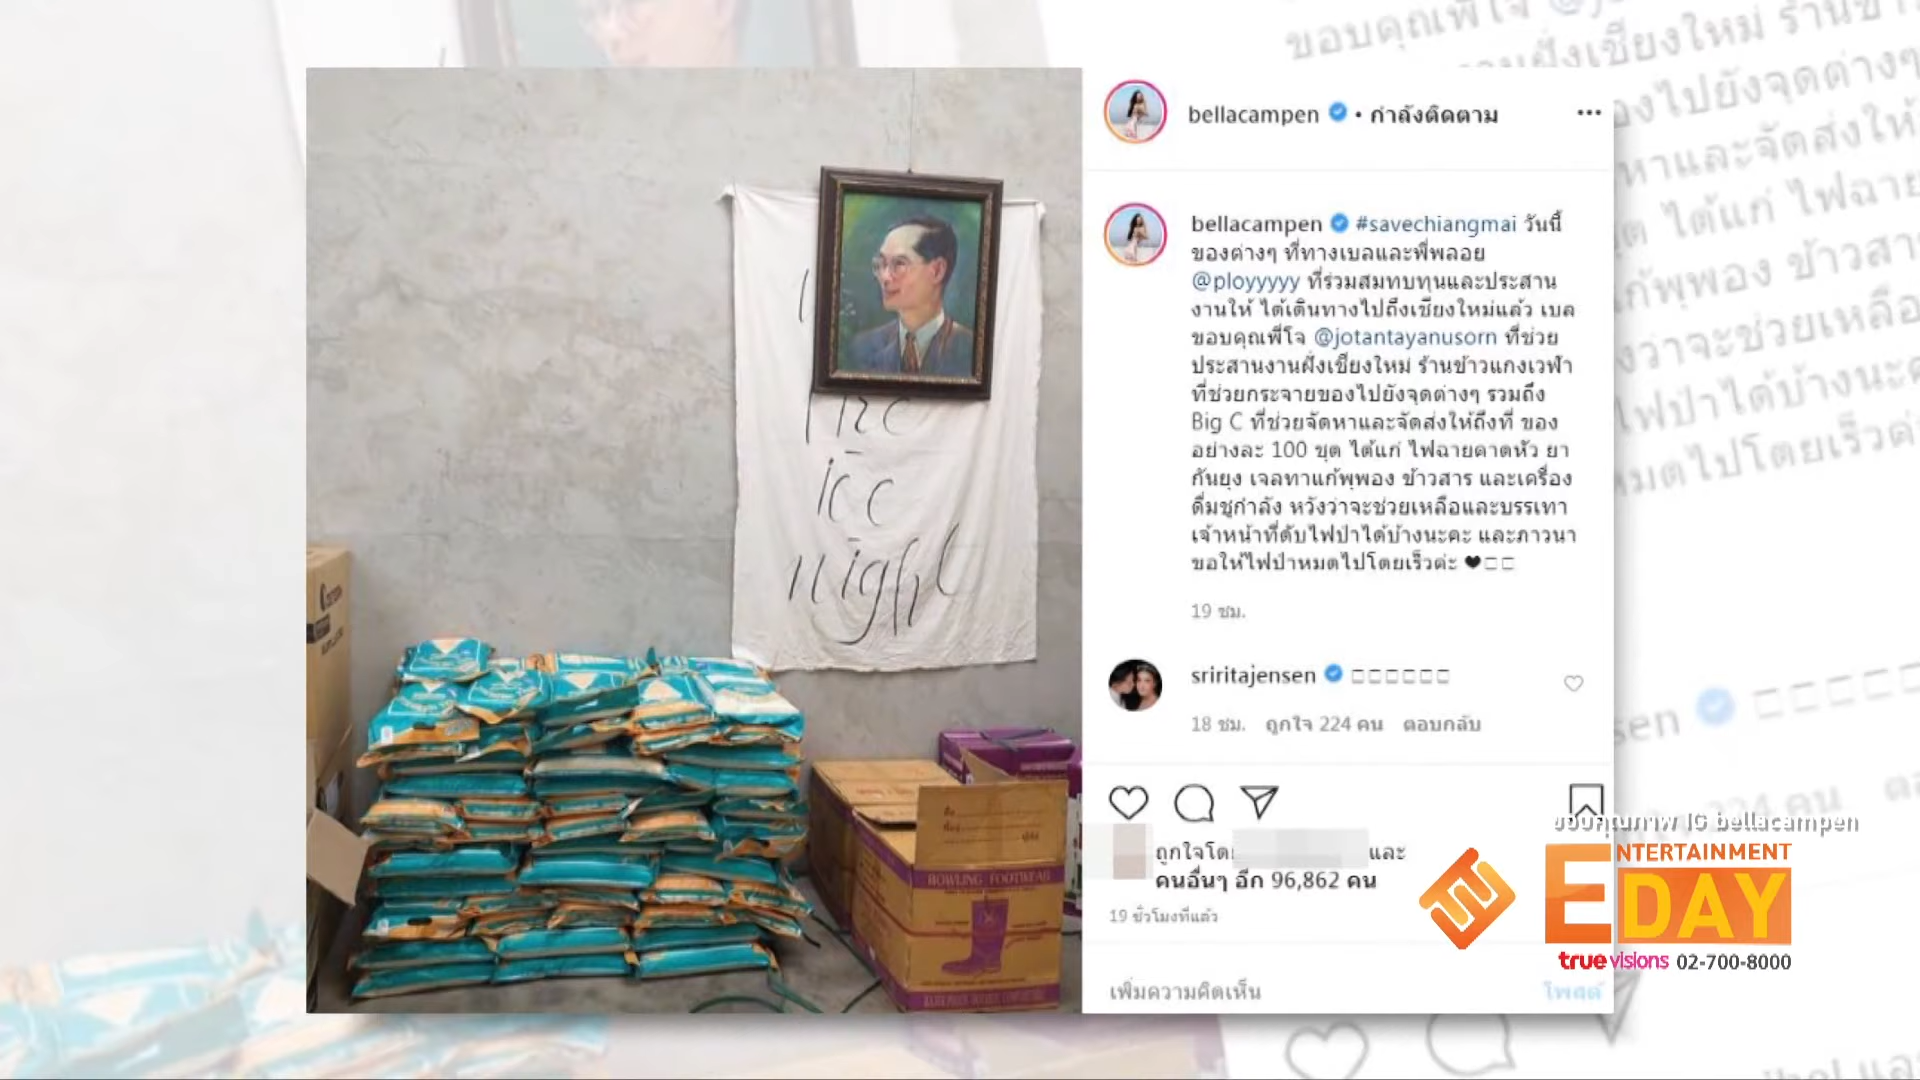 bellacampen • กำลังติดตาม
bellacampen #savechiangmai วันนี้
ของต่างๆ ที่ทางเบลและพี่พลอย
@ployyyyy ที่ร่วมสมทบทุนและประสาน
งานให้ ได้เดินทางไปถึงเชียงใหม่แล้ว เบล
ขอบคุณพี่โจ @jotantayanusorn ที่ช่วย
ประสานงานฝั่งเชียงใหม่ ร้านข้าวแกงเวฬา
ที่ช่วยกระจายของไปยังจุดต่างๆ รวมถึง
Big C ที่ช่วยจัดหาและจัดส่งให้ถึงที่ ของ
อย่างละ 100 ชุด ได้แก่ ไฟฉายคาดหัว ยา
กันยุง เจลทาแก้พุพอง ข้าวสาร และเครื่อง
ดื่มชูกำลัง หวังว่าจะช่วยเหลือและบรรเทา
เจ้าหน้าที่ดับไฟป่าได้บ้างนะคะ และภาวนา
ขอให้ไฟป่าหมดไปโดยเร็วค่ะ ❤
19 ชม.
sriritajensen
18 ชม. ถูกใจ 224 คน ตอบกลับ
ถูกใจโดย และ
คนอื่นๆ อีก 96,862 คน
19 ชั่วโมงที่แล้ว
เพิ่มความคิดเห็น
โพสต์
ขอบคุณภาพ IG bellacampen
ENTERTAINMENT
DAY
truevisions 02-700-8000
night
BOWLING FOOTWEAR